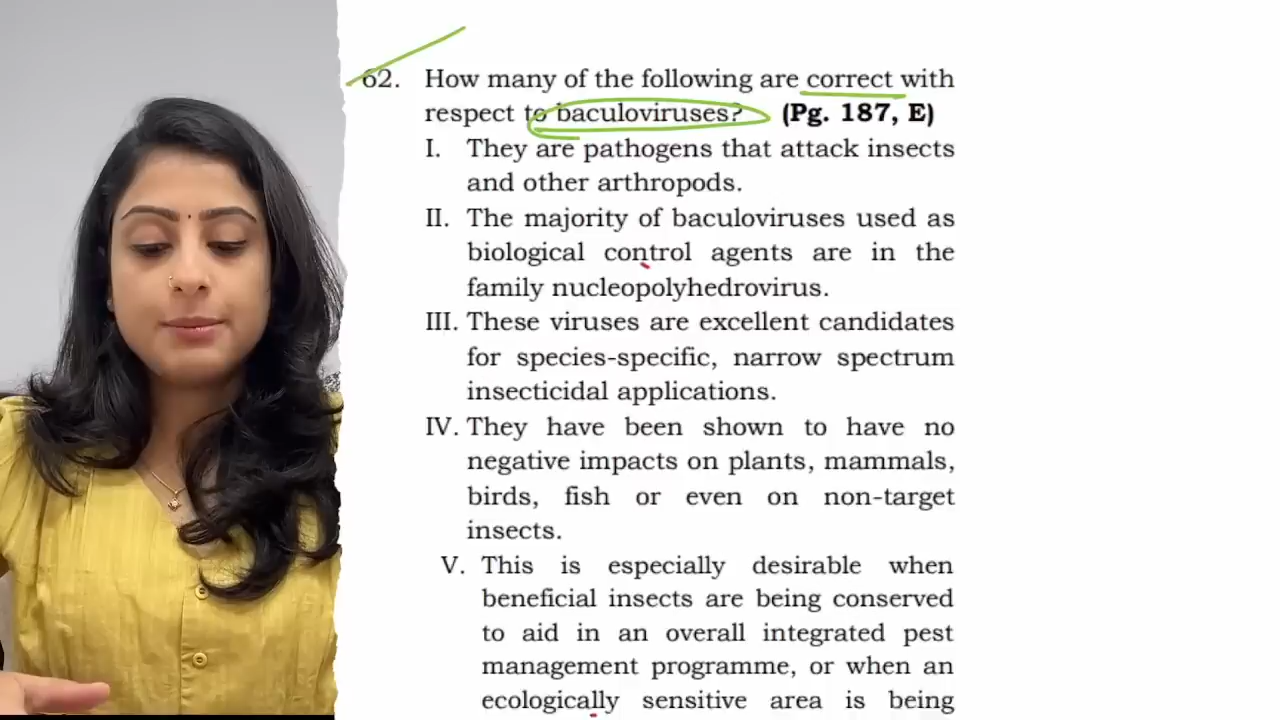 62. How many of the following are correct with
respect to baculoviruses? (Pg. 187, E)
I. They are pathogens that attack insects
and other arthropods.
II. The majority of baculoviruses used as
biological control agents are in the
family nucleopolyhedrovirus.
III. These viruses are excellent candidates
for species-specific, narrow spectrum
insecticidal applications.
IV. They have been shown to have no
negative impacts on plants, mammals,
birds, fish or even on non-target
insects.
V. This is especially desirable when
beneficial insects are being conserved
to aid in an overall integrated pest
management programme, or when an
ecologically sensitive area is being